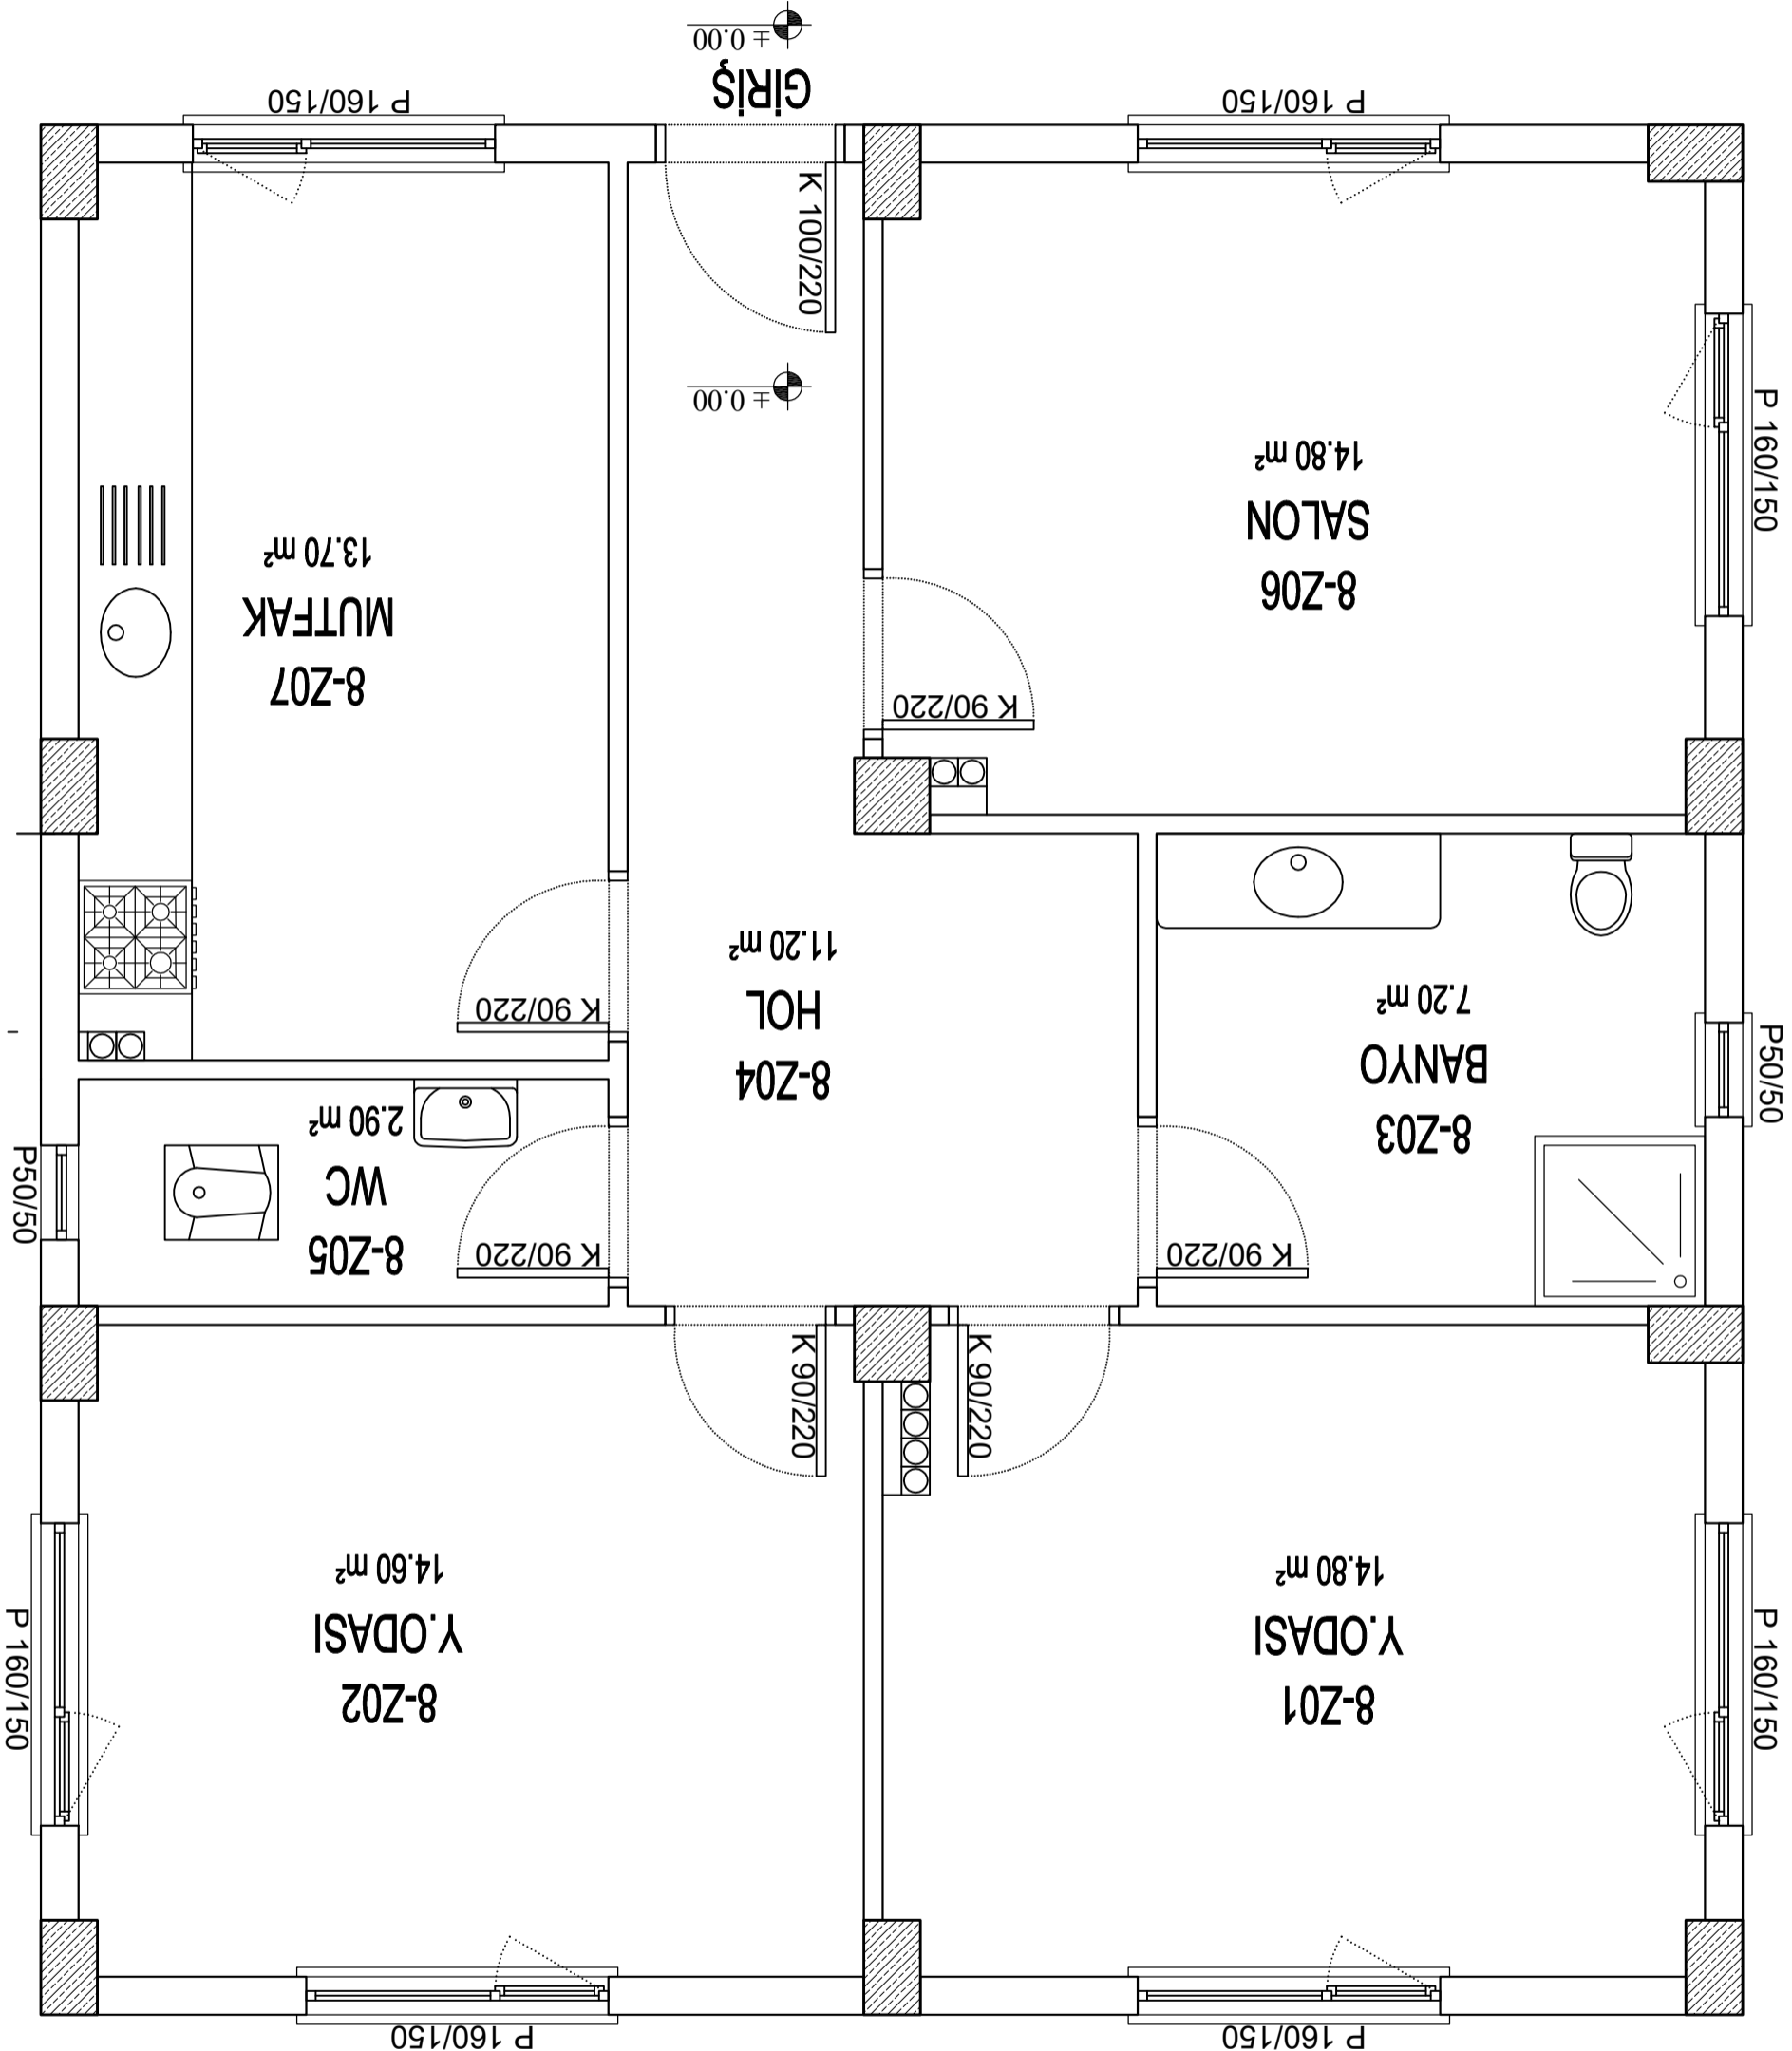 P 160/150
P 160/150
P 160/150
8-Z01
Y.ODASI
14.80 m²
8-Z02
Y.ODASI
14.60 m²
P 160/150
K 90/220
K 90/220
K 90/220
K 90/220
8-Z05
WC
2.90 m²
P50/50
P50/50
8-Z03
BANYO
7.20 m²
8-Z04
HOL
11.20 m²
K 90/220
K 90/220
8-Z07
MUTFAK
13.70 m²
8-Z06
SALON
14.80 m²
P 160/150
± 0.00
K 100/220
P 160/150
GİRİŞ
P 160/150
± 0.00